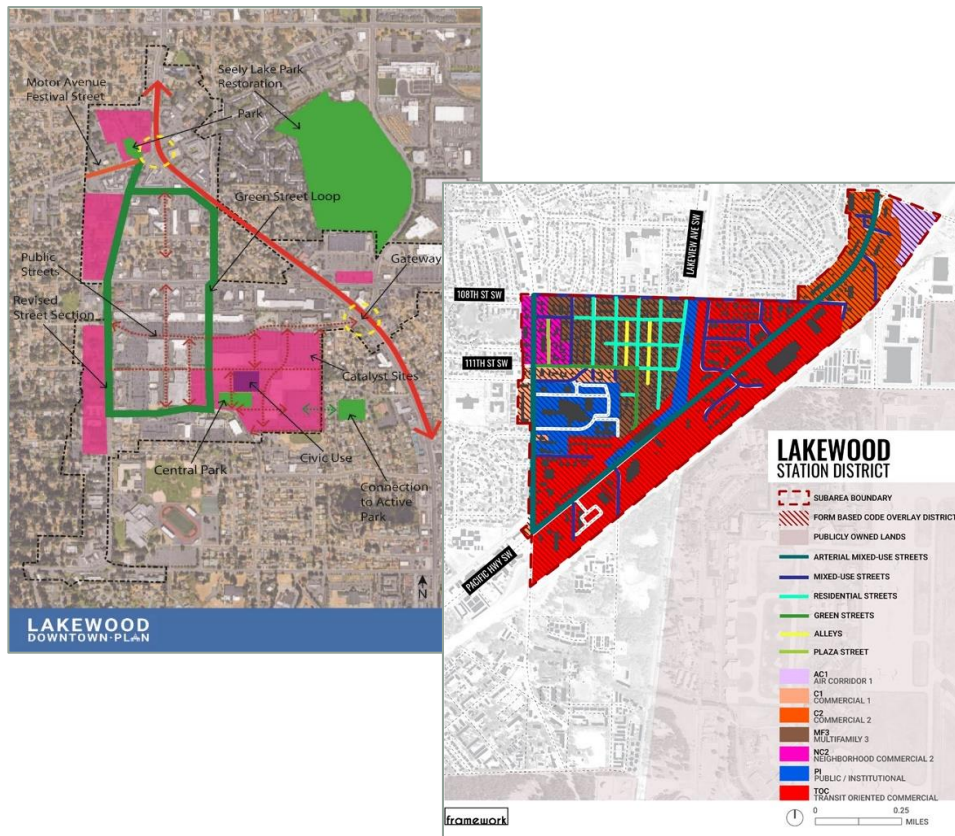 Seely Lake Park
Restoration
Motor Avenue
Festival Street
Park
Green Street Loop
Public
Streets
Gateway
Revised
Street Section
Catalyst Sites
Central Park
Civic Use
Connection
to Active
Park
N
LAKEWOOD
DOWNTOWN·PLAN
LAKEVIEW AVE SW
108TH ST SW
111TH ST SW
PACIFIC HWY SW
LAKEWOOD
STATION DISTRICT
SUBAREA BOUNDARY
FORM BASED CODE OVERLAY DISTRICT
PUBLICLY OWNED LANDS
ARTERIAL MIXED-USE STREETS
MIXED-USE STREETS
RESIDENTIAL STREETS
GREEN STREETS
ALLEYS
PLAZA STREET
AC1
AIR CORRIDOR 1
C1
COMMERCIAL 1
C2
COMMERCIAL 2
MF3
MULTIFAMILY 3
NC2
NEIGHBORHOOD COMMERCIAL 2
PI
PUBLIC / INSTITUTIONAL
TOC
TRANSIT ORIENTED COMMERCIAL
0 0.25
MILES
framework